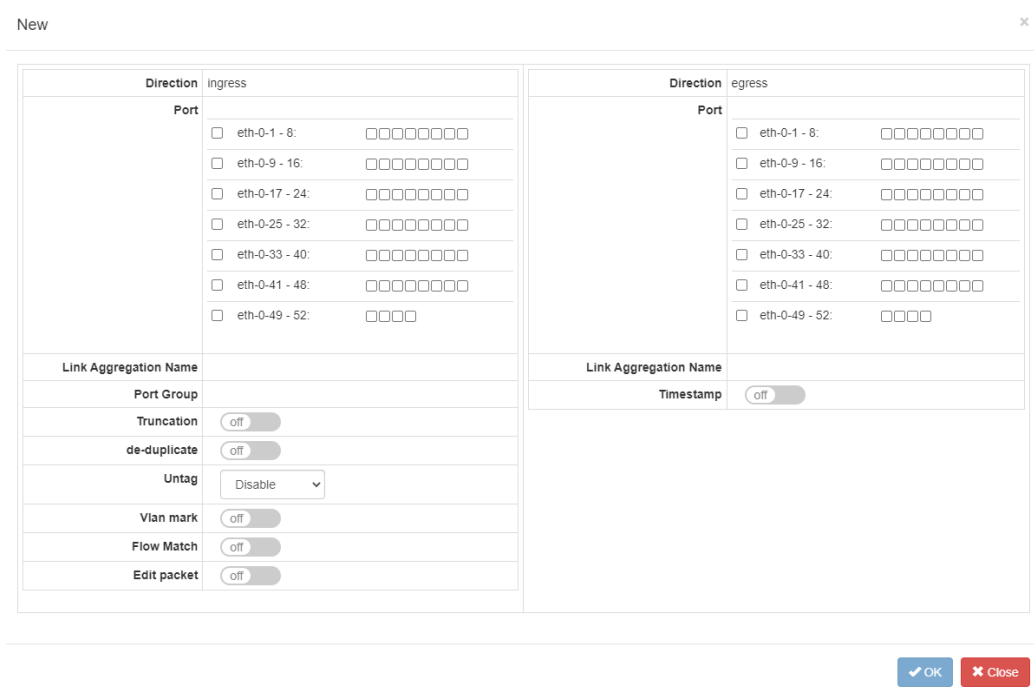 New
×
Direction ingress
Port
eth-0-1 - 8:
eth-0-9 - 16:
eth-0-17 - 24:
eth-0-25 - 32:
eth-0-33 - 40:
eth-0-41 - 48:
eth-0-49 - 52:
Link Aggregation Name
Port Group
Truncation off
de-duplicate off
Untag Disable
Vlan mark off
Flow Match off
Edit packet off
Direction egress
Port
eth-0-1 - 8:
eth-0-9 - 16:
eth-0-17 - 24:
eth-0-25 - 32:
eth-0-33 - 40:
eth-0-41 - 48:
eth-0-49 - 52:
Link Aggregation Name
Timestamp off
OK
Close